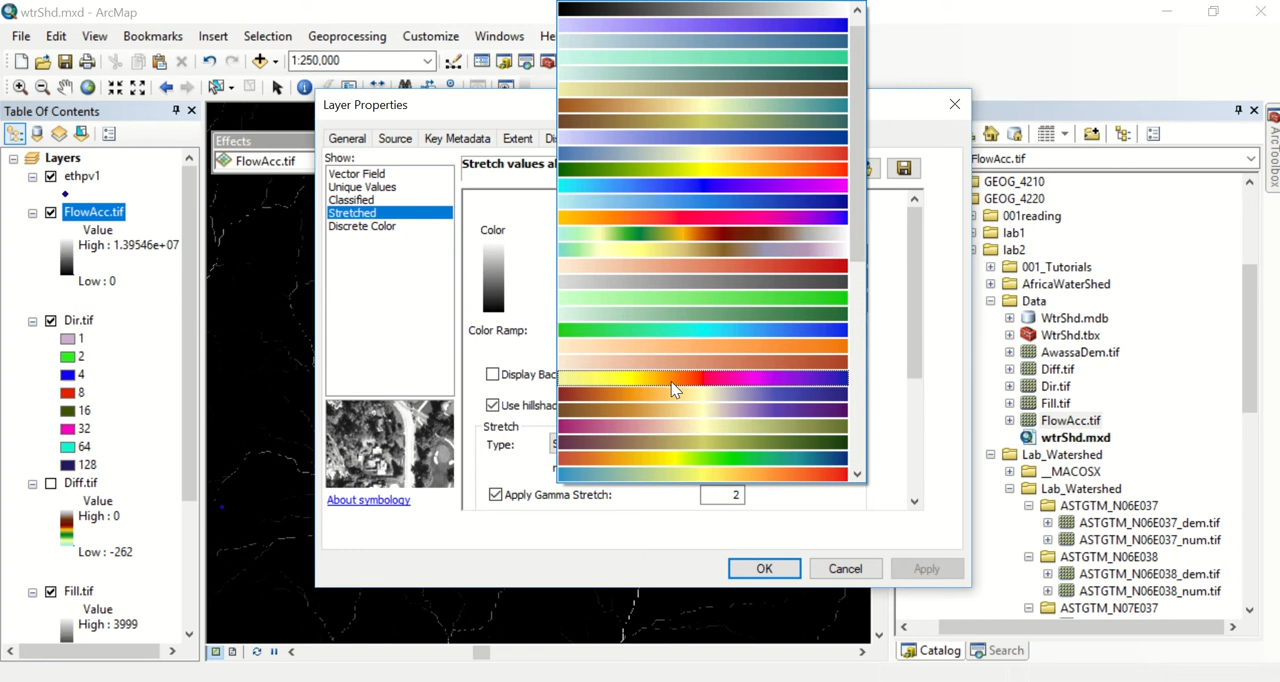 wtrShd.mxd - ArcMap
File Edit View Bookmarks Insert Selection Geoprocessing Customize Windows He
1:250,000
Table Of Contents
Layers
ethpv1
FlowAcc.tif
Value
High : 1.39546e+07
Low : 0
Dir.tif
1
2
4
8
16
32
64
128
Diff.tif
Value
High : 0
Low : -262
Fill.tif
Value
High : 3999
Effects
FlowAcc.tif
Layer Properties
General Source Key Metadata Extent Di
Show:
Vector Field
Unique Values
Classified
Stretched
Discrete Color
About symbology
Stretch values al
Color
Color Ramp:
Display Bac
Use hillshad
Stretch
Type:
Apply Gamma Stretch: 2
OK Cancel Apply
FlowAcc.tif
GEOG_4210
GEOG_4220
001reading
lab1
lab2
001_Tutorials
AfricaWaterShed
Data
WtrShd.mdb
WtrShd.tbx
AwassaDem.tif
Diff.tif
Dir.tif
Fill.tif
FlowAcc.tif
wtrShd.mxd
Lab_Watershed
__MACOSX
Lab_Watershed
ASTGTM_N06E037
ASTGTM_N06E037_dem.tif
ASTGTM_N06E037_num.tif
ASTGTM_N06E038
ASTGTM_N06E038_dem.tif
ASTGTM_N06E038_num.tif
ASTGTM_N07E037
Catalog Search
ArcToolbox